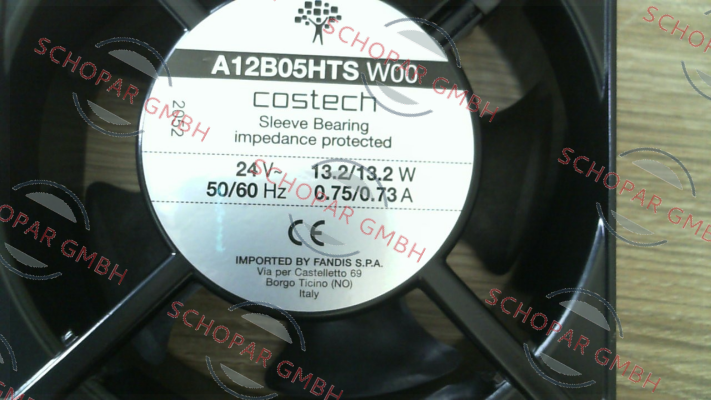 A12B05HTS W00
costech
Sleeve Bearing
impedance protected
2052
24 V~ 13.2/13.2 W
50/60 Hz 0.75/0.73 A
CE
IMPORTED BY FANDIS S.P.A.
Via per Castelletto 69
Borgo Ticino (NO)
Italy
SCHOPAR GMBH
SCHOPAR GMBH
SCHOPAR GMBH
SCHOPAR GMBH
SCHOPAR GMBH
SCHOPAR GMBH
SCHOPAR GMBH
SCHOPAR GMBH